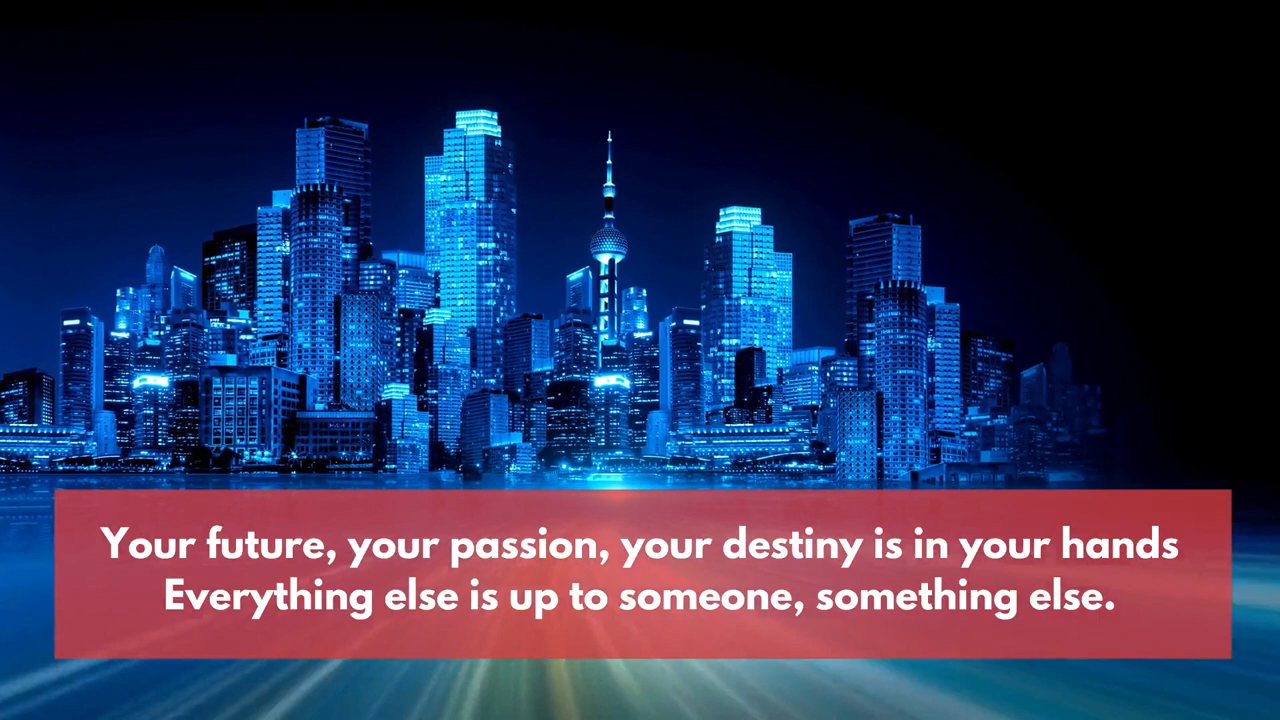 Your future, your passion, your destiny is in your hands
Everything else is up to someone, something else.